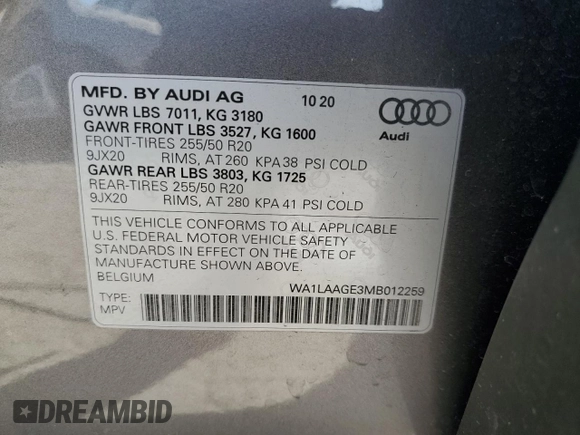 MFD. BY AUDI AG 10 20
GVWR LBS 7011, KG 3180
GAWR FRONT LBS 3527, KG 1600
FRONT-TIRES 255/50 R20
9JX20 RIMS, AT 260 KPA 38 PSI COLD
GAWR REAR LBS 3803, KG 1725
REAR-TIRES 255/50 R20
9JX20 RIMS, AT 280 KPA 41 PSI COLD
Audi
THIS VEHICLE CONFORMS TO ALL APPLICABLE
U.S. FEDERAL MOTOR VEHICLE SAFETY
STANDARDS IN EFFECT ON THE DATE OF
MANUFACTURE SHOWN ABOVE.
BELGIUM WA1LAAGE3MB012259
TYPE:
MPV
DREAMBID